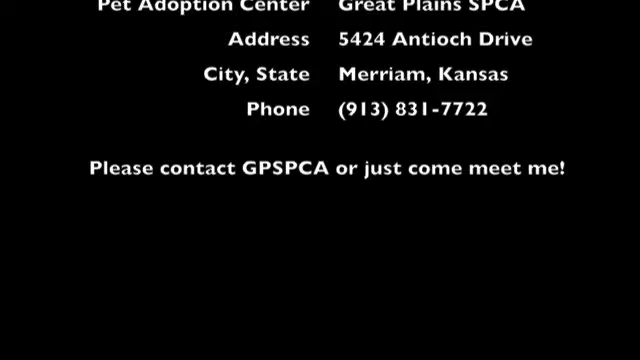 Pet Adoption Center Great Plains SPCA
Address 5424 Antioch Drive
City, State Merriam, Kansas
Phone (913) 831-7722
Please contact GPSPCA or just come meet me!